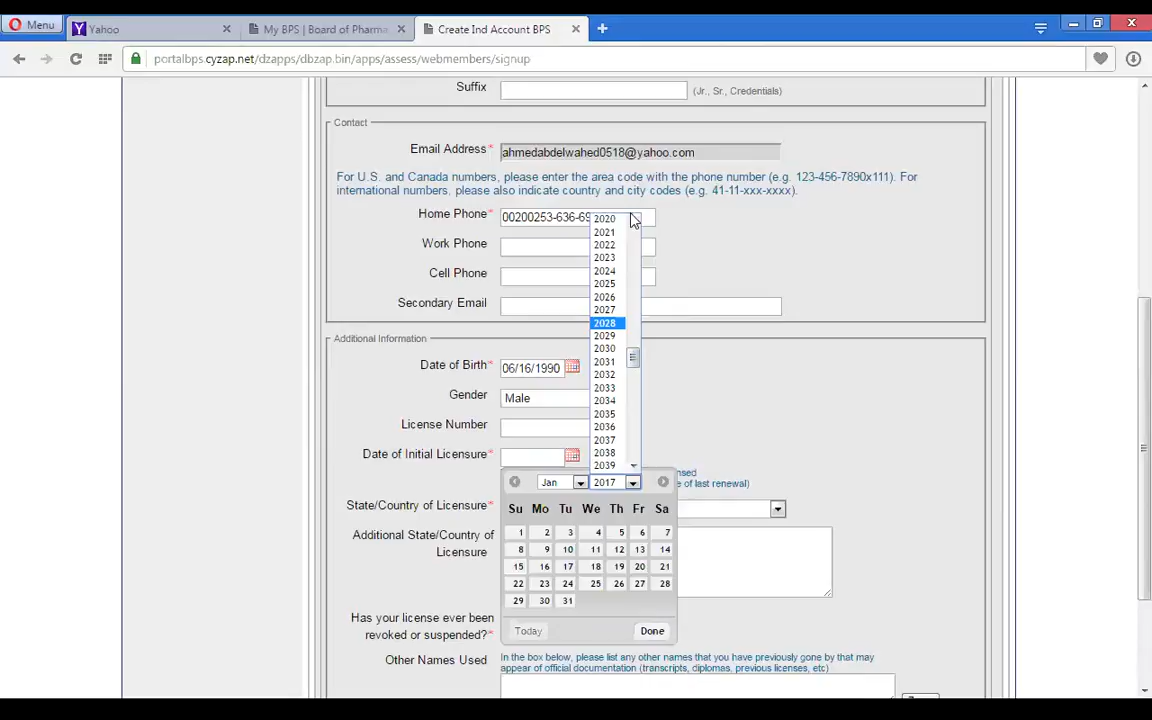 Menu
Yahoo
My BPS | Board of Pharma
Create Ind Account BPS
portalbps.cyzap.net/dzapps/dbzap.bin/apps/assess/webmembers/signup
Suffix
(Jr., Sr., Credentials)
Contact
Email Address*
ahmedabdelwahed0518@yahoo.com
For U.S. and Canada numbers, please enter the area code with the phone number (e.g. 123-456-7890x111). For
international numbers, please also indicate country and city codes (e.g. 41-11-xxx-xxxx).
Home Phone*
00200253-636-69
Work Phone
Cell Phone
Secondary Email
2020
2021
2022
2023
2024
2025
2026
2027
2028
2029
2030
2031
2032
2033
2034
2035
2036
2037
2038
2039
Additional Information
Date of Birth*
06/16/1990
Gender
Male
License Number
Date of Initial Licensure*
nsed
e of last renewal)
Jan 2017
Su Mo Tu We Th Fr Sa
1 2 3 4 5 6 7
8 9 10 11 12 13 14
15 16 17 18 19 20 21
22 23 24 25 26 27 28
29 30 31
Today
Done
State/Country of Licensure*
Additional State/Country of
Licensure
Has your license ever been
revoked or suspended?*
Other Names Used
In the box below, please list any other names that you have previously gone by that may
appear of official documentation (transcripts, diplomas, previous licenses, etc)